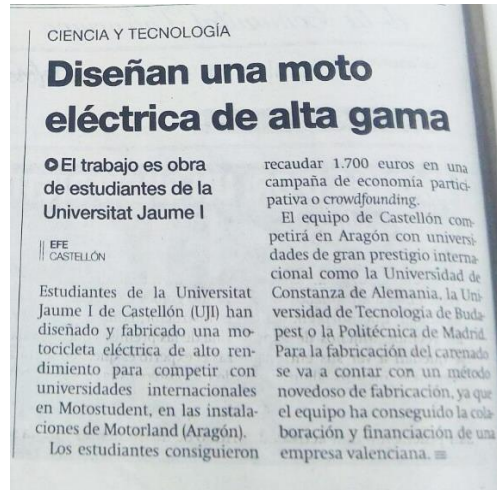 CIENCIA Y TECNOLOGÍA
Diseñan una moto
eléctrica de alta gama
El trabajo es obra
de estudiantes de la
Universitat Jaume I
EFE
CASTELLÓN
Estudiantes de la Universitat
Jaume I de Castellón (UJI) han
diseñado y fabricado una mo-
tocicleta eléctrica de alto ren-
dimiento para competir con
universidades internacionales
en Motostudent, en las instala-
ciones de Motorland (Aragón).
Los estudiantes consiguieron
recaudar 1.700 euros en una
campaña de economía partici-
pativa o crowdfounding.
El equipo de Castellón com-
petirá en Aragón con universi-
dades de gran prestigio interna-
cional como la Universidad de
Constanza de Alemania, la Uni-
versidad de Tecnología de Buda-
pest o la Politécnica de Madrid.
Para la fabricación del carenado
se va a contar con un método
novedoso de fabricación, ya que
el equipo ha conseguido la cola-
boración y financiación de una
empresa valenciana.